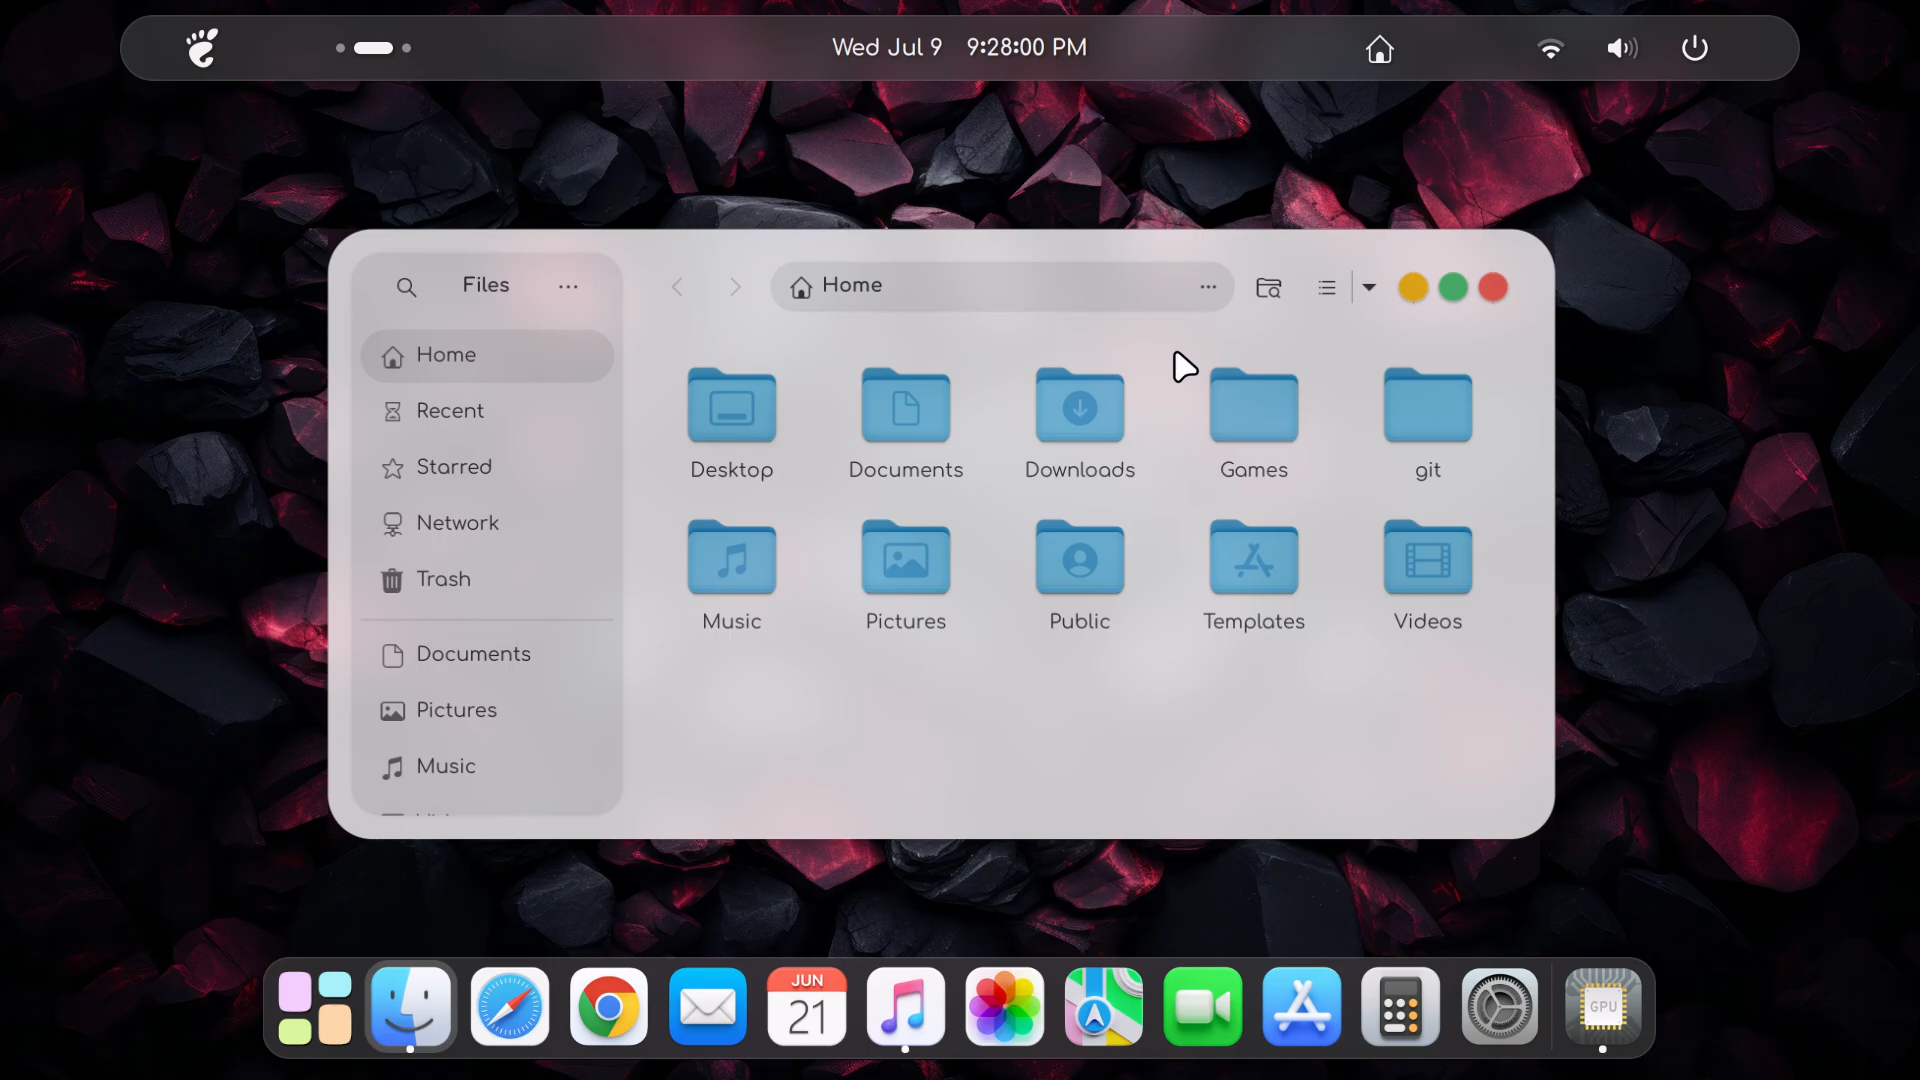 Wed Jul 9 9:28:00 PM
Files
Home
Home
Recent
Starred
Network
Trash
Documents
Pictures
Music
Desktop
Documents
Downloads
Games
git
Music
Pictures
Public
Templates
Videos
JUN
21
GPU